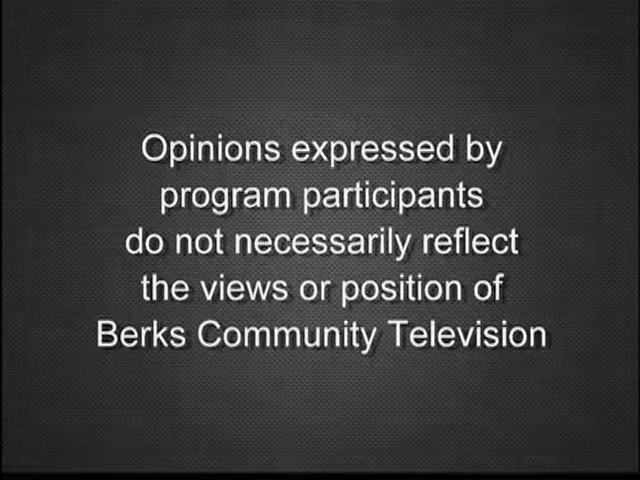 Opinions expressed by
program participants
do not necessarily reflect
the views or position of
Berks Community Television